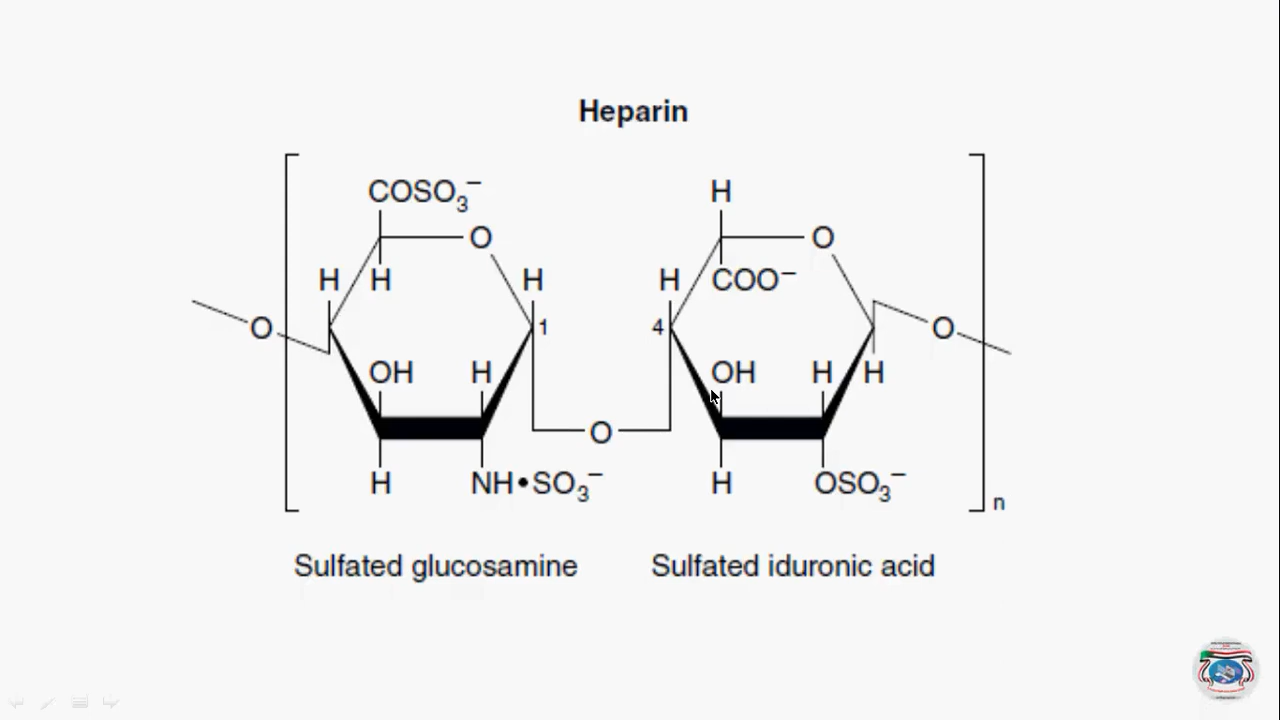 Heparin
COSO₃⁻ H
O O
H H H H COO⁻
O 1 4 O
OH H OH H H
O
H NH•SO₃⁻ H OSO₃⁻
n
Sulfated glucosamine Sulfated iduronic acid